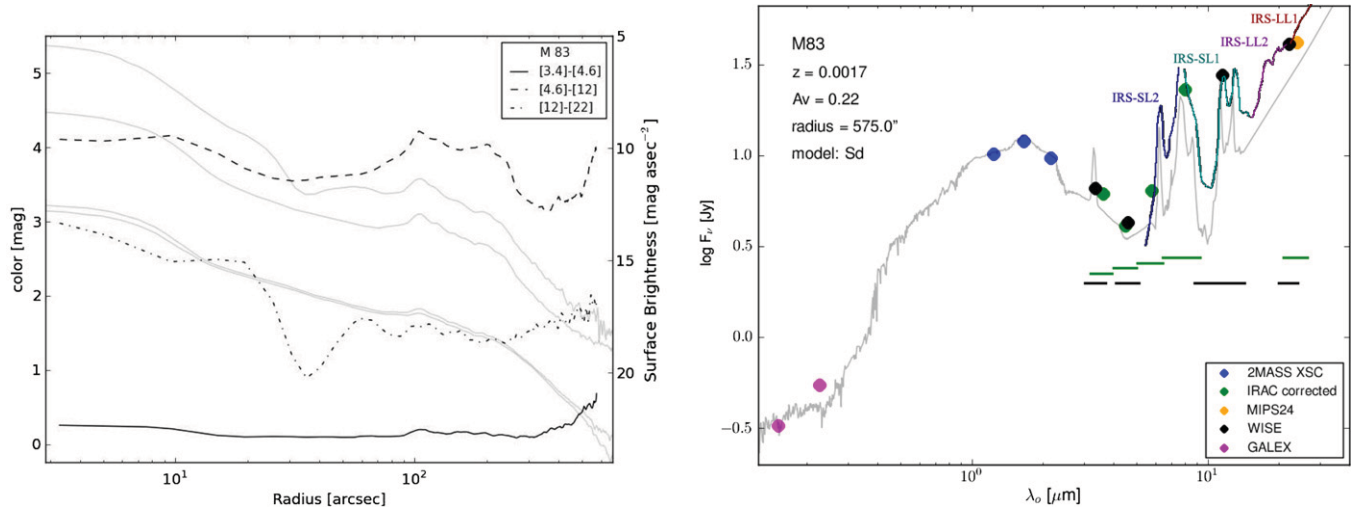 M 83
[3.4]-[4.6]
[4.6]-[12]
[12]-[22]
5
4
3
2
1
0
color [mag]
5
10
15
20
Surface Brightness [mag asec⁻²]
10¹
10²
Radius [arcsec]
M83
z = 0.0017
Av = 0.22
radius = 575.0"
model: Sd
IRS-SL2
IRS-SL1
IRS-LL2
IRS-LL1
1.5
1.0
0.5
0.0
−0.5
log Fν [Jy]
2MASS XSC
IRAC corrected
MIPS24
WISE
GALEX
10⁰
10¹
λₒ [μm]